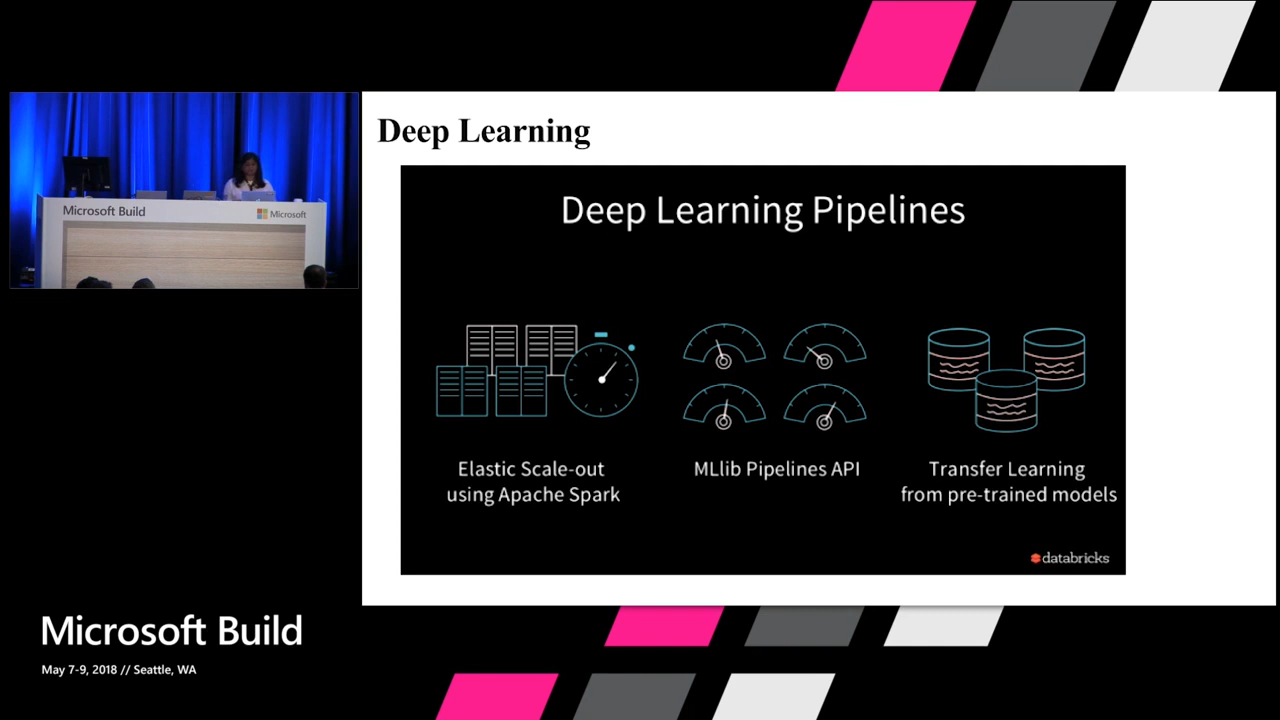 Microsoft Build
Microsoft
Deep Learning
Deep Learning Pipelines
Elastic Scale-out
using Apache Spark
MLlib Pipelines API
Transfer Learning
from pre-trained models
databricks
Microsoft Build
May 7-9, 2018 // Seattle, WA